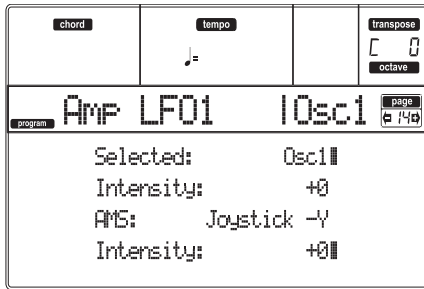 chord tempo transpose
♩= C 0
octave
program Amp LFO1 |Osc1 page 14
Selected: Osc1
Intensity: +0
AMS: Joystick -Y
Intensity: +0